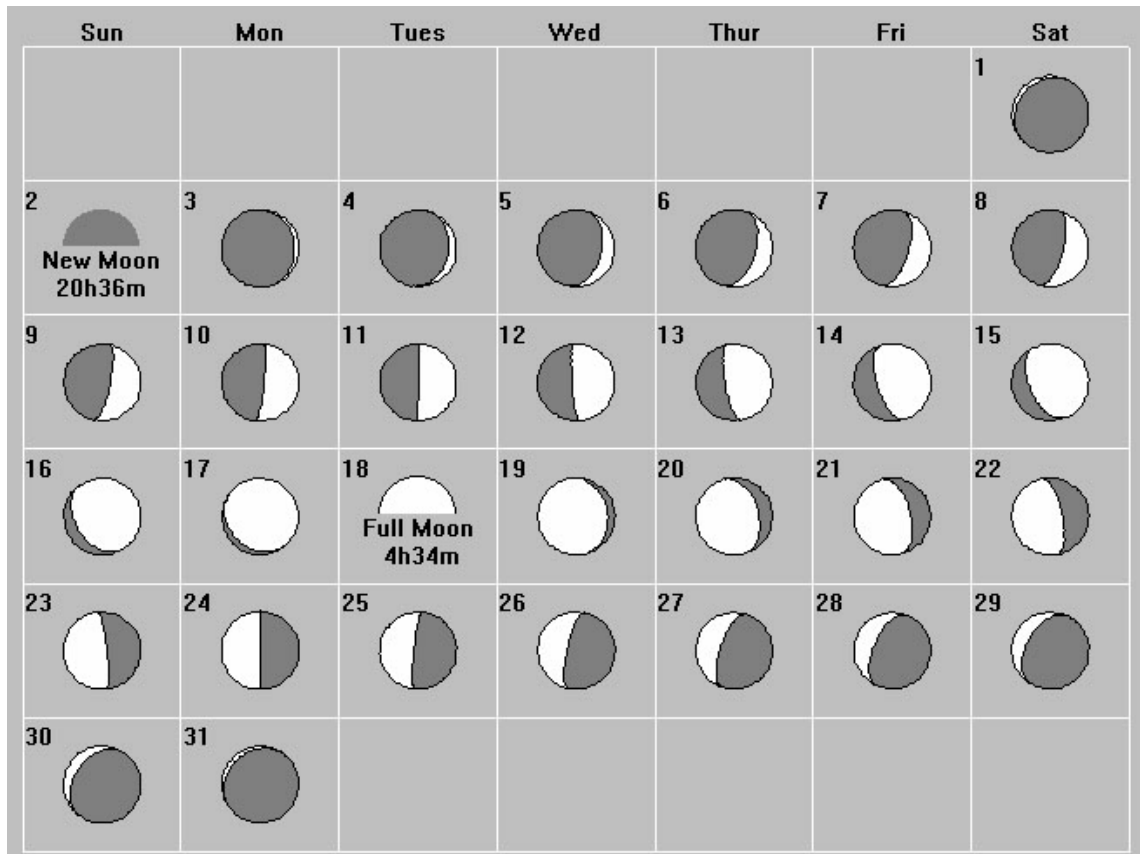 Sun Mon Tues Wed Thur Fri Sat
1
2 3 4 5 6 7 8
New Moon
20h36m
9 10 11 12 13 14 15
16 17 18 19 20 21 22
Full Moon
4h34m
23 24 25 26 27 28 29
30 31